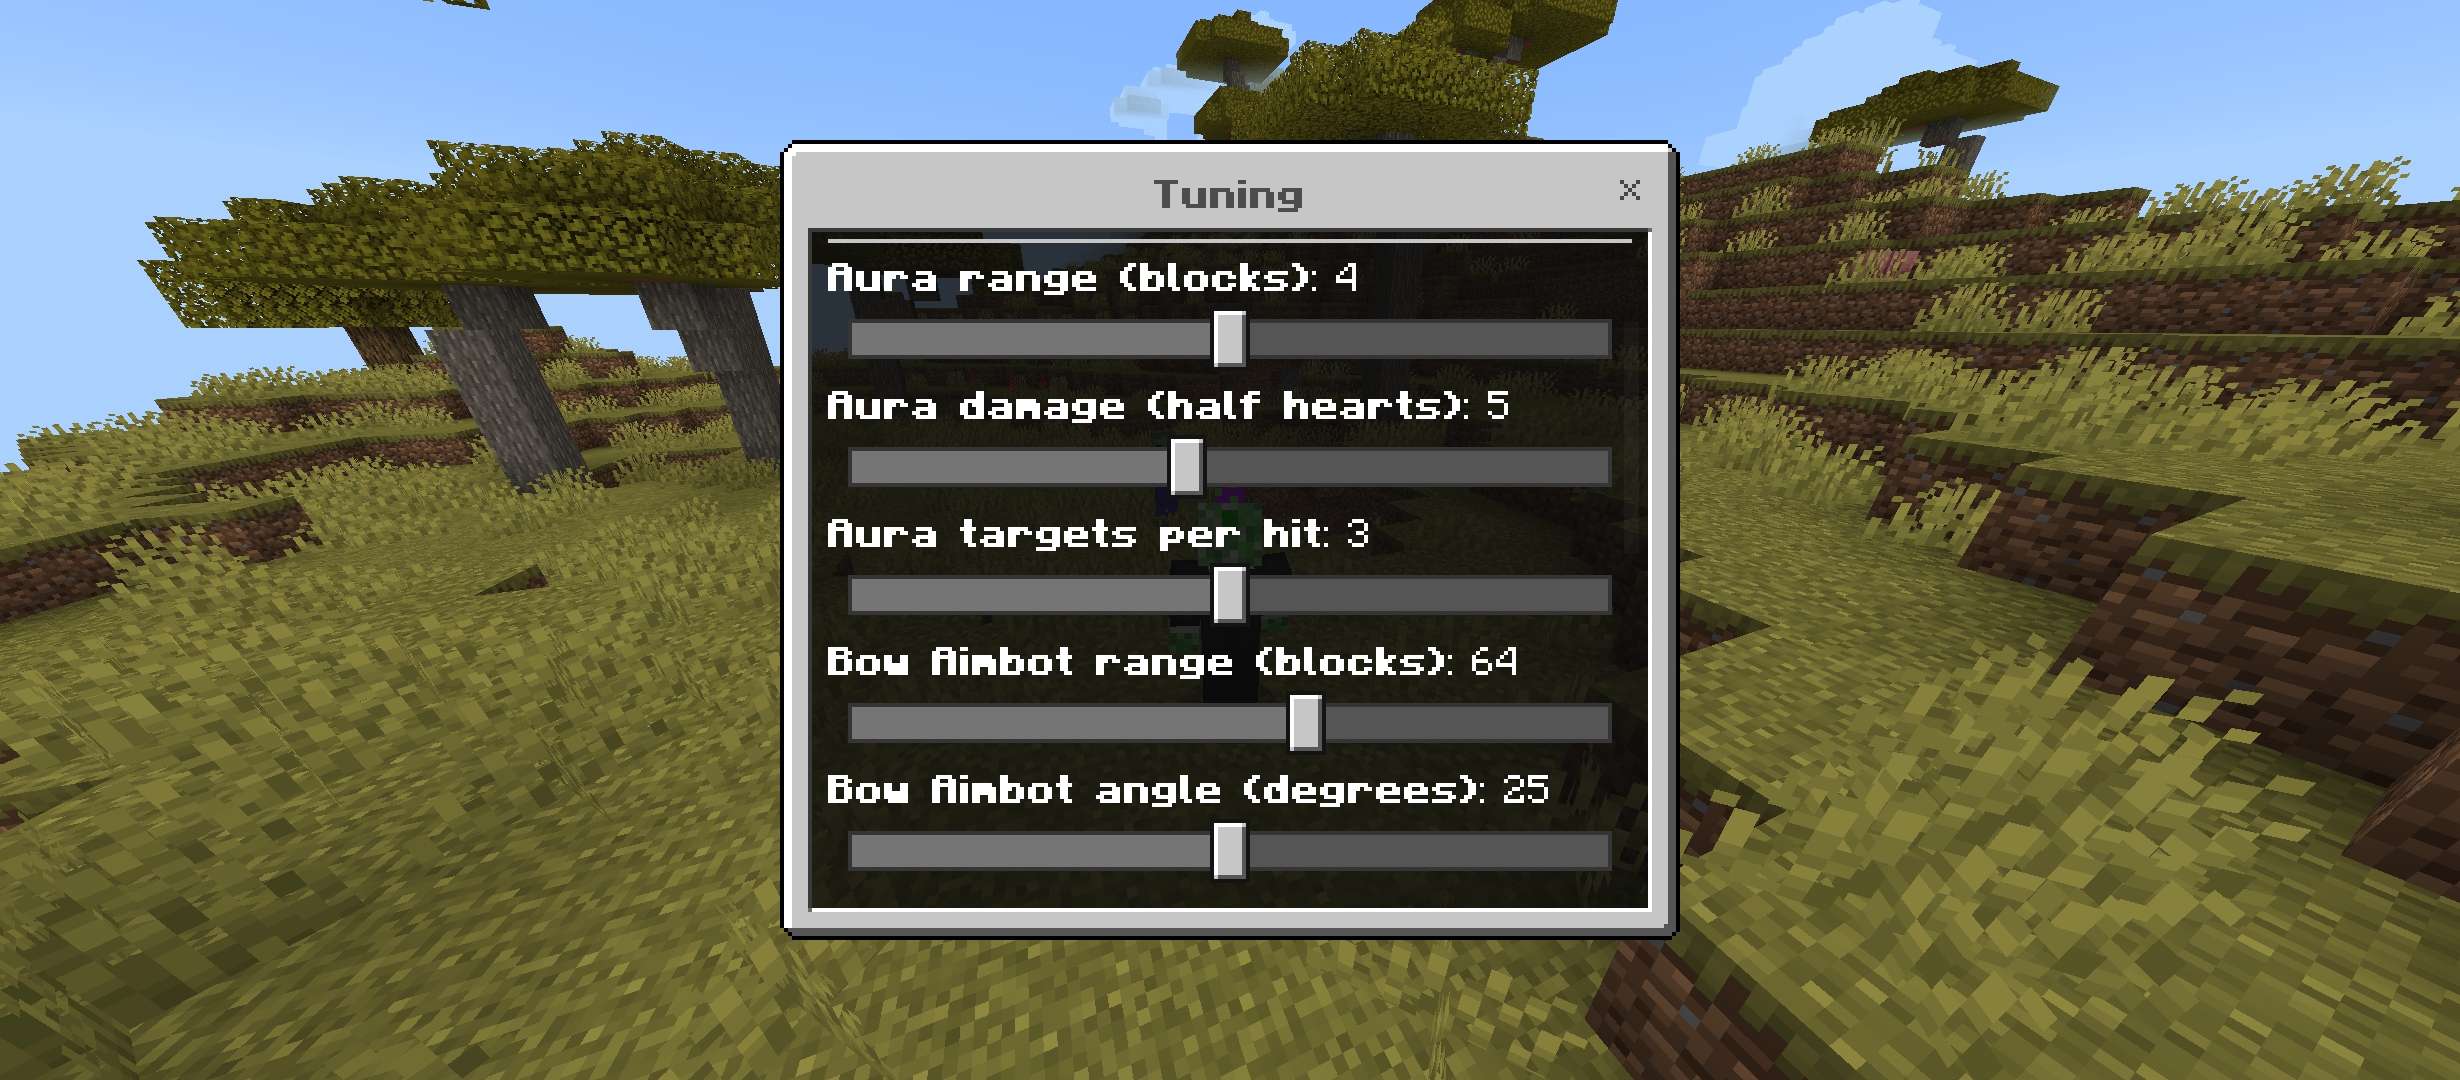 Tuning
Aura range (blocks): 4
Aura damage (half hearts): 5
Aura targets per hit: 3
Bow Aimbot range (blocks): 64
Bow Aimbot angle (degrees): 25